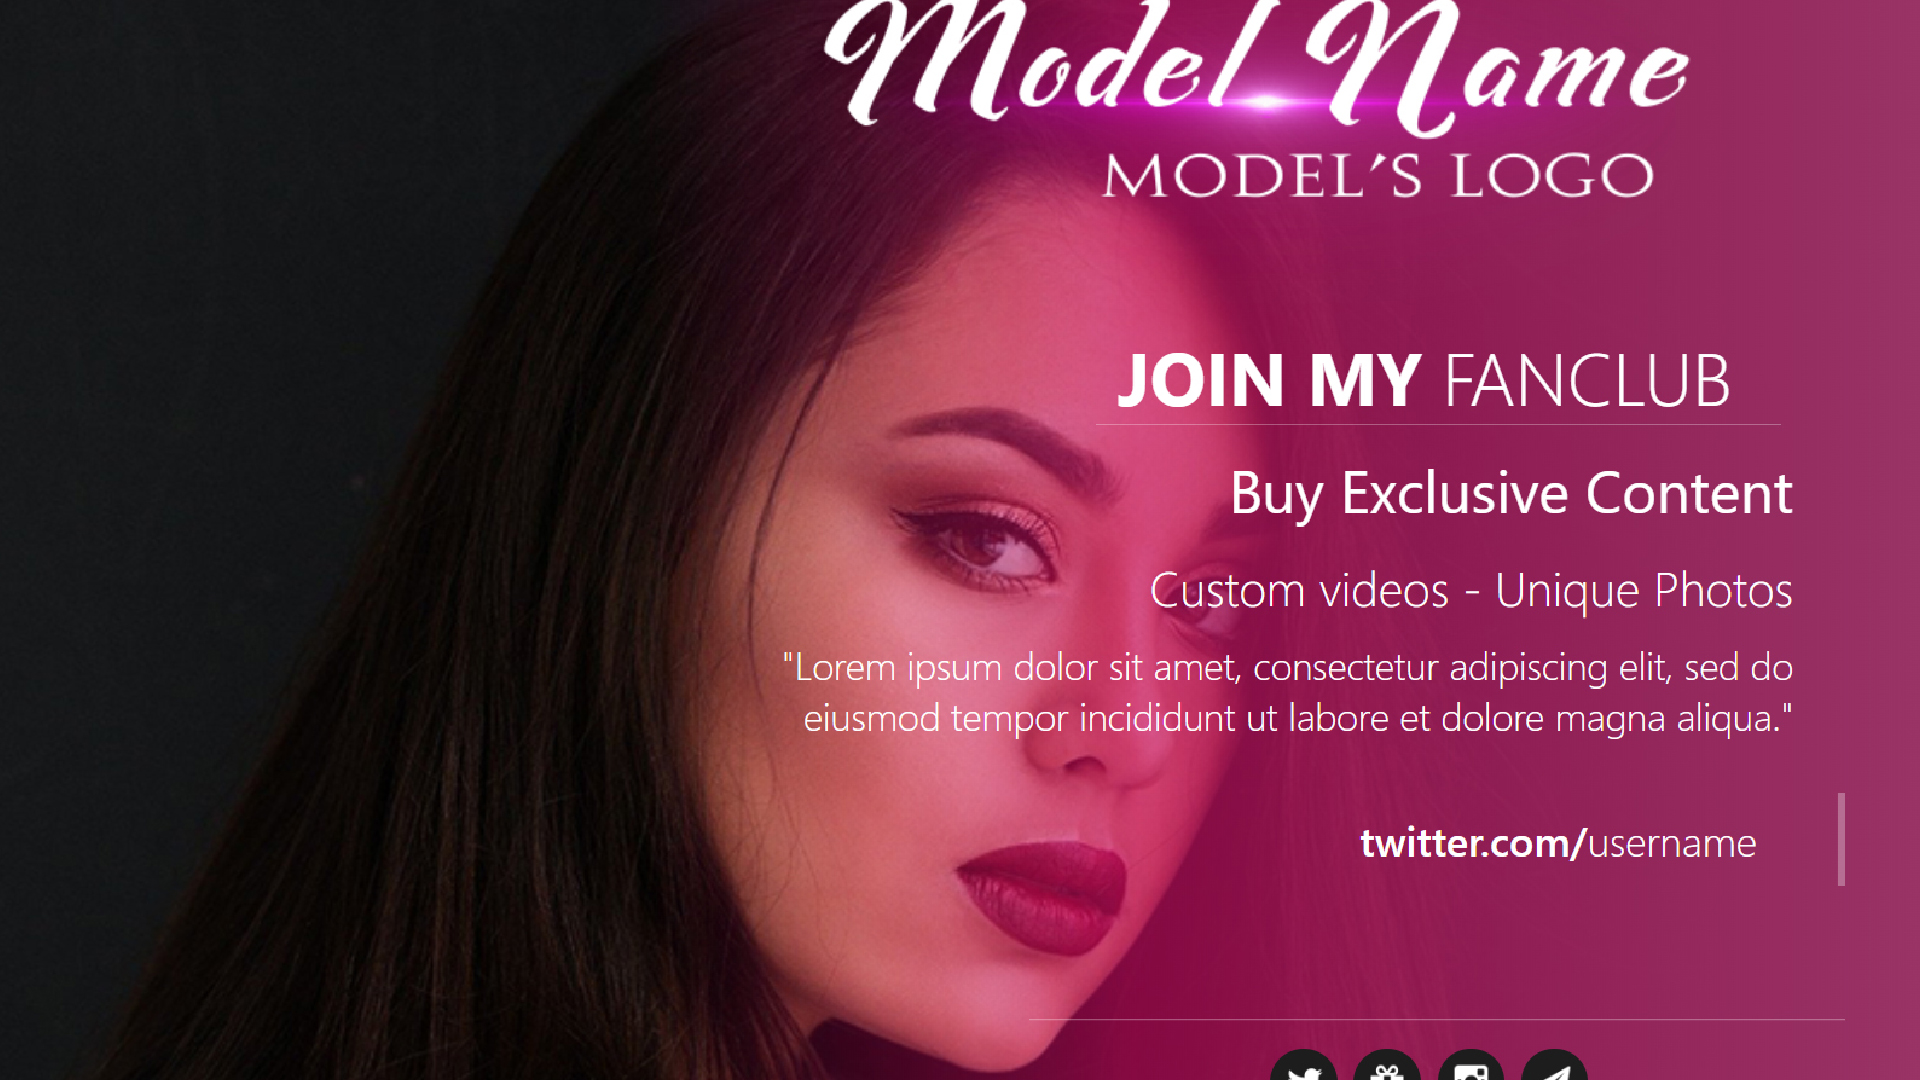 Model Name
MODEL'S LOGO
JOIN MY FANCLUB
Buy Exclusive Content
Custom videos - Unique Photos
"Lorem ipsum dolor sit amet, consectetur adipiscing elit, sed do
eiusmod tempor incididunt ut labore et dolore magna aliqua."
twitter.com/username